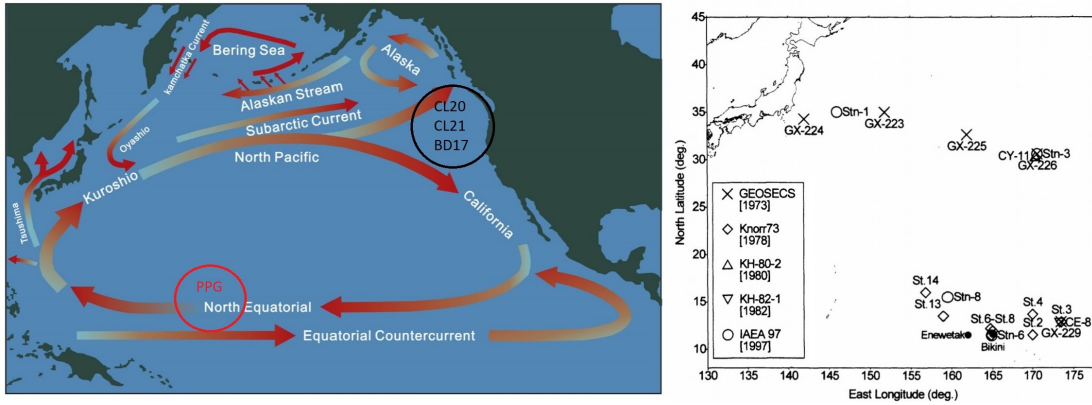 kamchatka Current
Bering Sea
Alaska
Alaskan Stream
Subarctic Current
Oyashio
North Pacific
Kuroshio
Tsushima
California
CL20
CL21
BD17
PPG
North Equatorial
Equatorial Countercurrent
45
40
35
30
25
20
15
10
North Latitude (deg.)
GX-224
Stn-1
GX-223
GX-225
CY-11
Stn-3
GX-226
GEOSECS
[1973]
Knorr73
[1978]
KH-80-2
[1980]
KH-82-1
[1982]
IAEA 97
[1997]
St.14
Stn-8
St.13
St.4
St.3
St.6-St.8
St.2
CE-8
Enewetak
Stn-6
GX-229
Bikini
130 135 140 145 150 155 160 165 170 175
East Longitude (deg.)